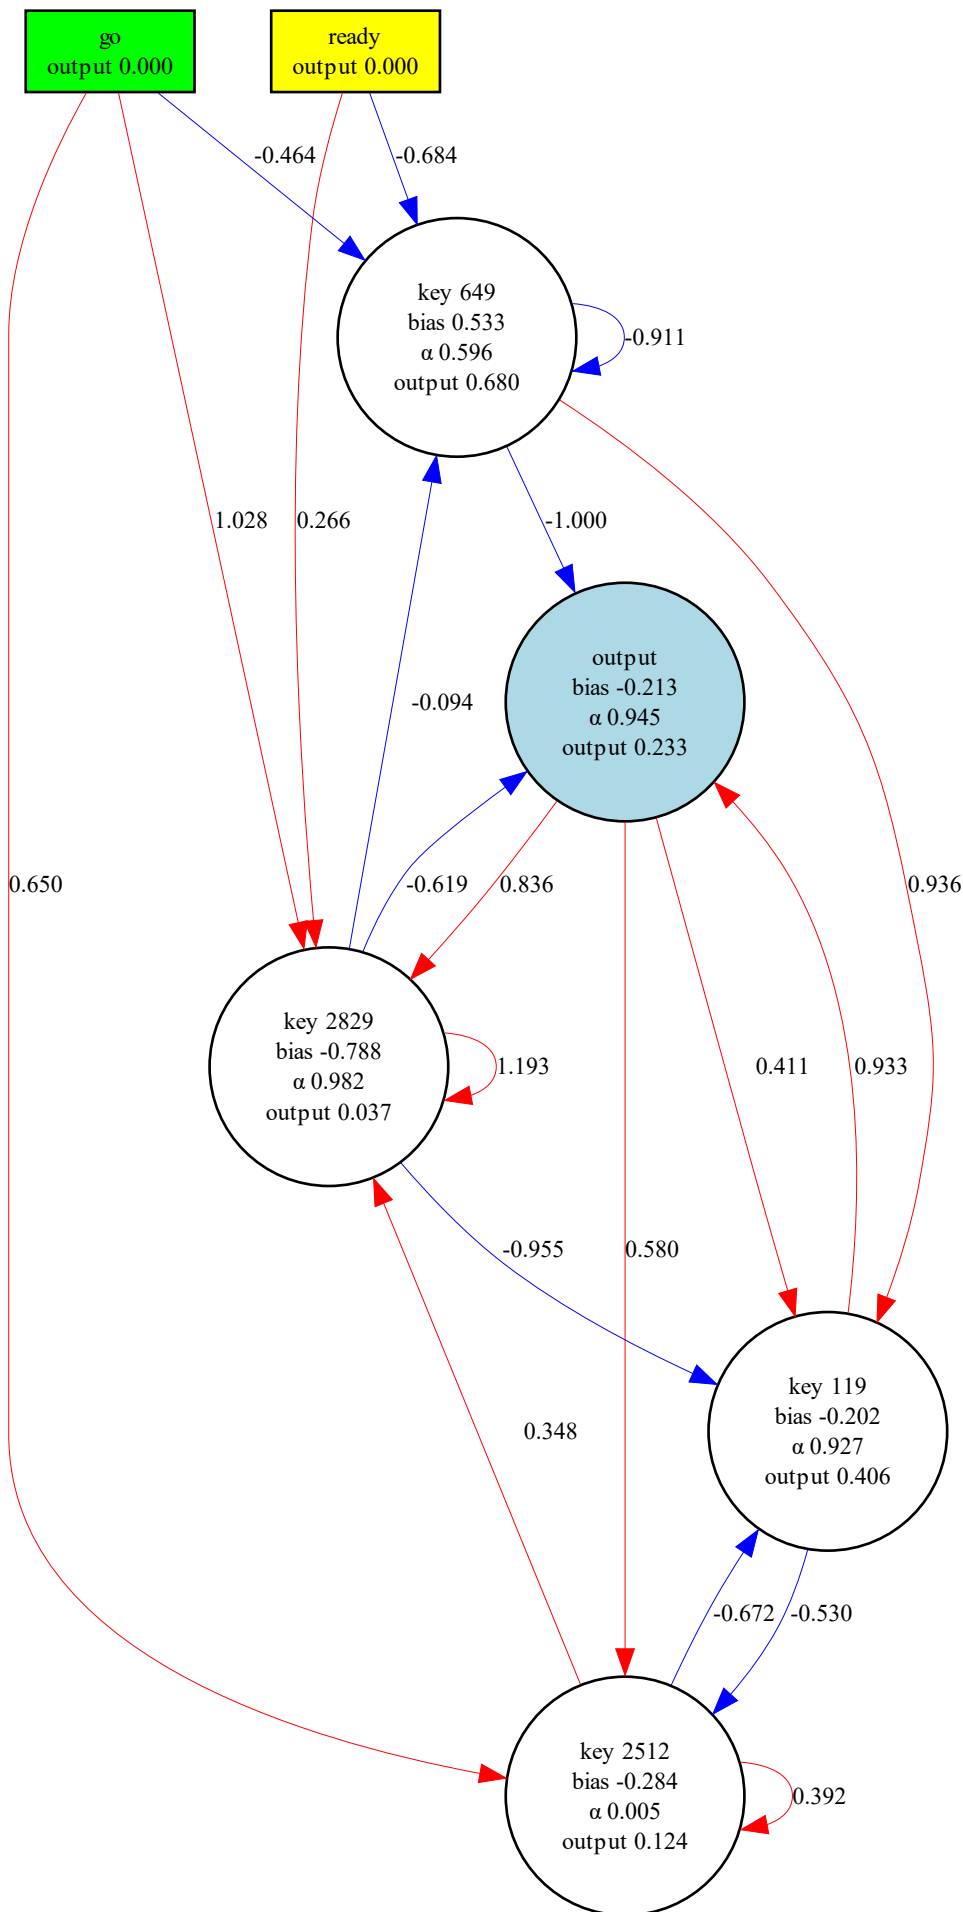 go
output 0.000
ready
output 0.000
-0.464
-0.684
key 649
bias 0.533
α 0.596
output 0.680
-0.911
1.028
0.266
-1.000
output
bias -0.213
α 0.945
output 0.233
-0.094
0.650
-0.619
0.836
0.936
key 2829
bias -0.788
α 0.982
output 0.037
1.193
0.411
0.933
-0.955
0.580
key 119
bias -0.202
α 0.927
output 0.406
0.348
-0.672
-0.530
key 2512
bias -0.284
α 0.005
output 0.124
0.392